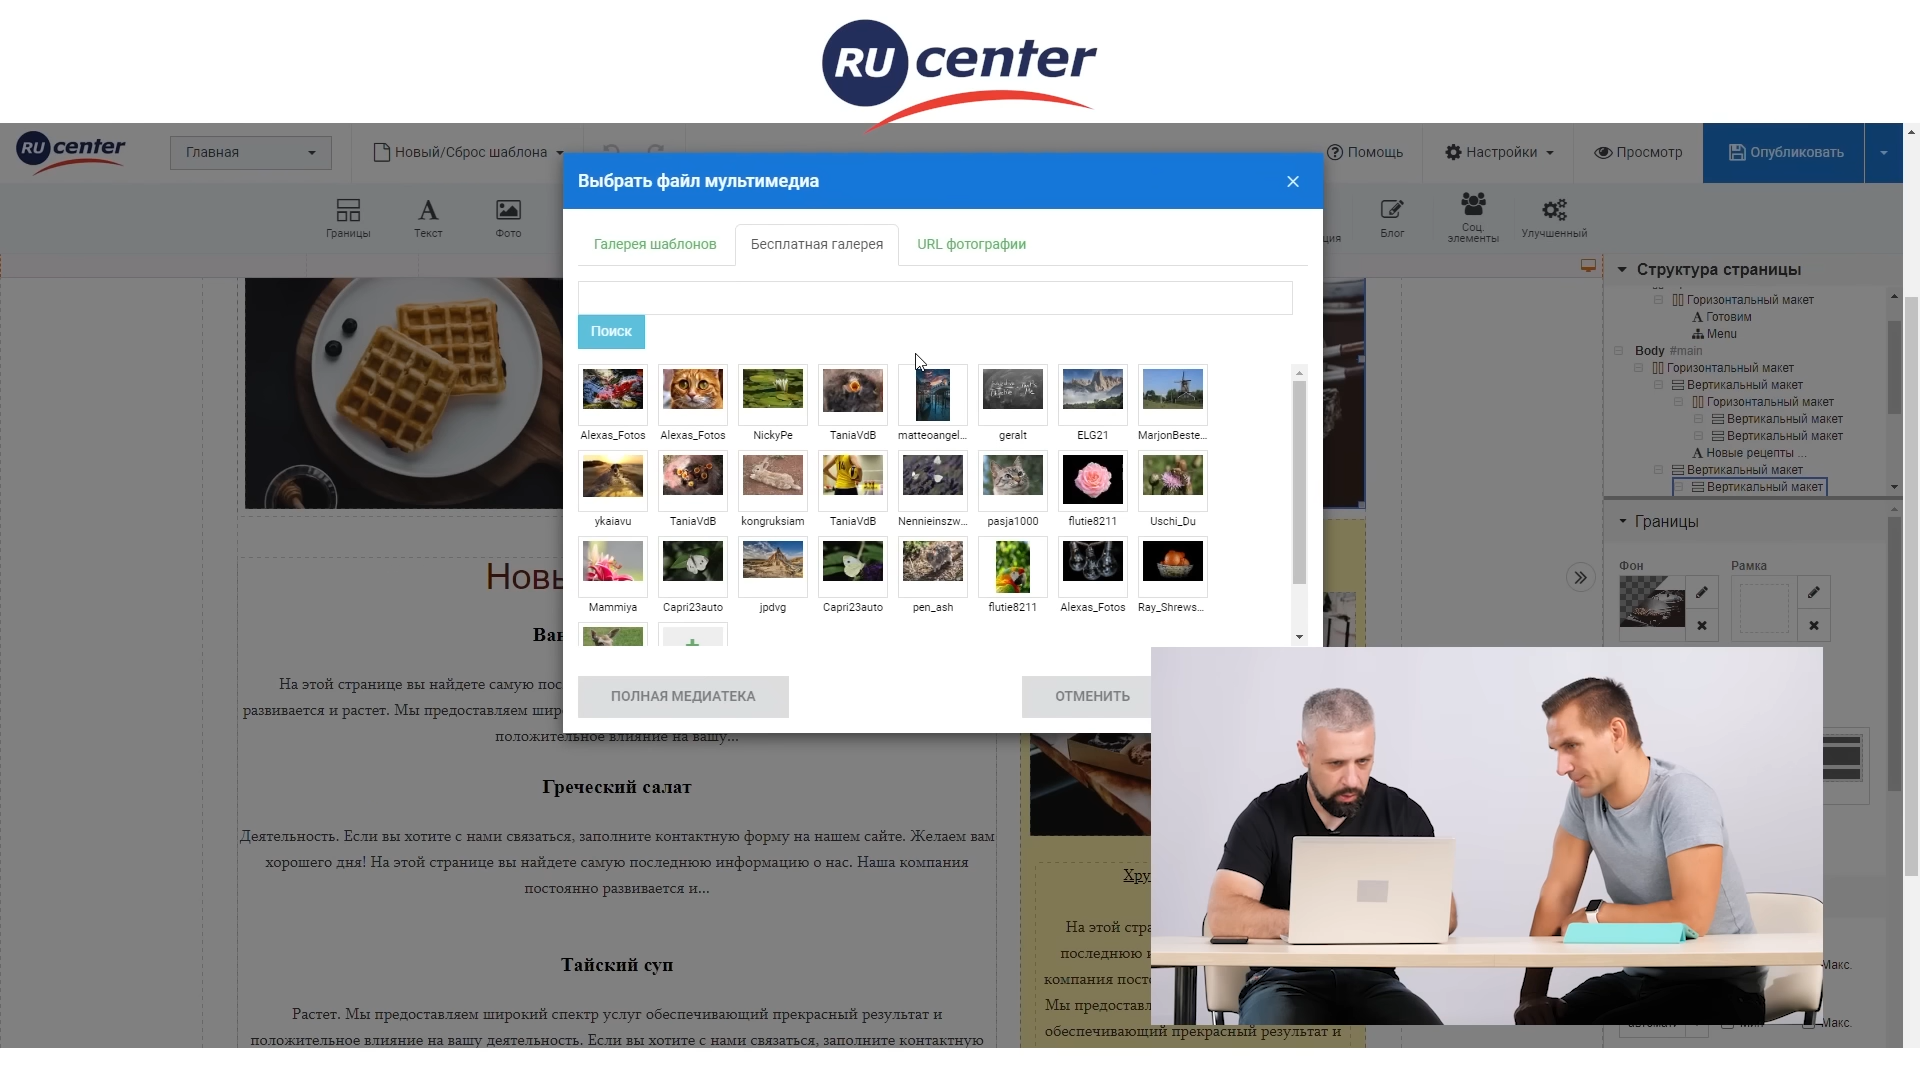 RU center
RU center
Главная
Новый/Сброс шаблона
Помощь
Настройки
Просмотр
Опубликовать
Границы
Текст
Фото
ция
Блог
Соц.
элементы
Улучшенный
Выбрать файл мультимедиа
Галерея шаблонов
Бесплатная галерея
URL фотографии
Поиск
Alexas_Fotos Alexas_Fotos NickyPe TaniaVdB matteoangel... geralt ELG21 MarjonBeste...
ykaiavu TaniaVdB kongruksiam TaniaVdB Nennieinszw... pasja1000 flutie8211 Uschi_Du
Mammiya Capri23auto jpdvg Capri23auto pen_ash flutie8211 Alexas_Fotos Ray_Shrews...
ПОЛНАЯ МЕДИАТЕКА
ОТМЕНИТЬ
Структура страницы
Горизонтальный макет
Готовим
Menu
Body #main
Горизонтальный макет
Вертикальный макет
Горизонтальный макет
Вертикальный макет
Вертикальный макет
Новые рецепты ...
Вертикальный макет
Вертикальный макет
Границы
Фон
Рамка
Макс.
Макс.
Новы
Ван
На этой странице вы найдете самую пос
развивается и растет. Мы предоставляем шир
положительное влияние на вашу...
Греческий салат
Деятельность. Если вы хотите с нами связаться, заполните контактную форму на нашем сайте. Желаем вам
хорошего дня! На этой странице вы найдете самую последнюю информацию о нас. Наша компания
постоянно развивается и...
Тайский суп
Растет. Мы предоставляем широкий спектр услуг обеспечивающий прекрасный результат и
положительное влияние на вашу деятельность. Если вы хотите с нами связаться, заполните контактную
Хру
На этой стра
последнюю и
компания пост
Мы предоставл
обеспечивающий прекрасный результат и